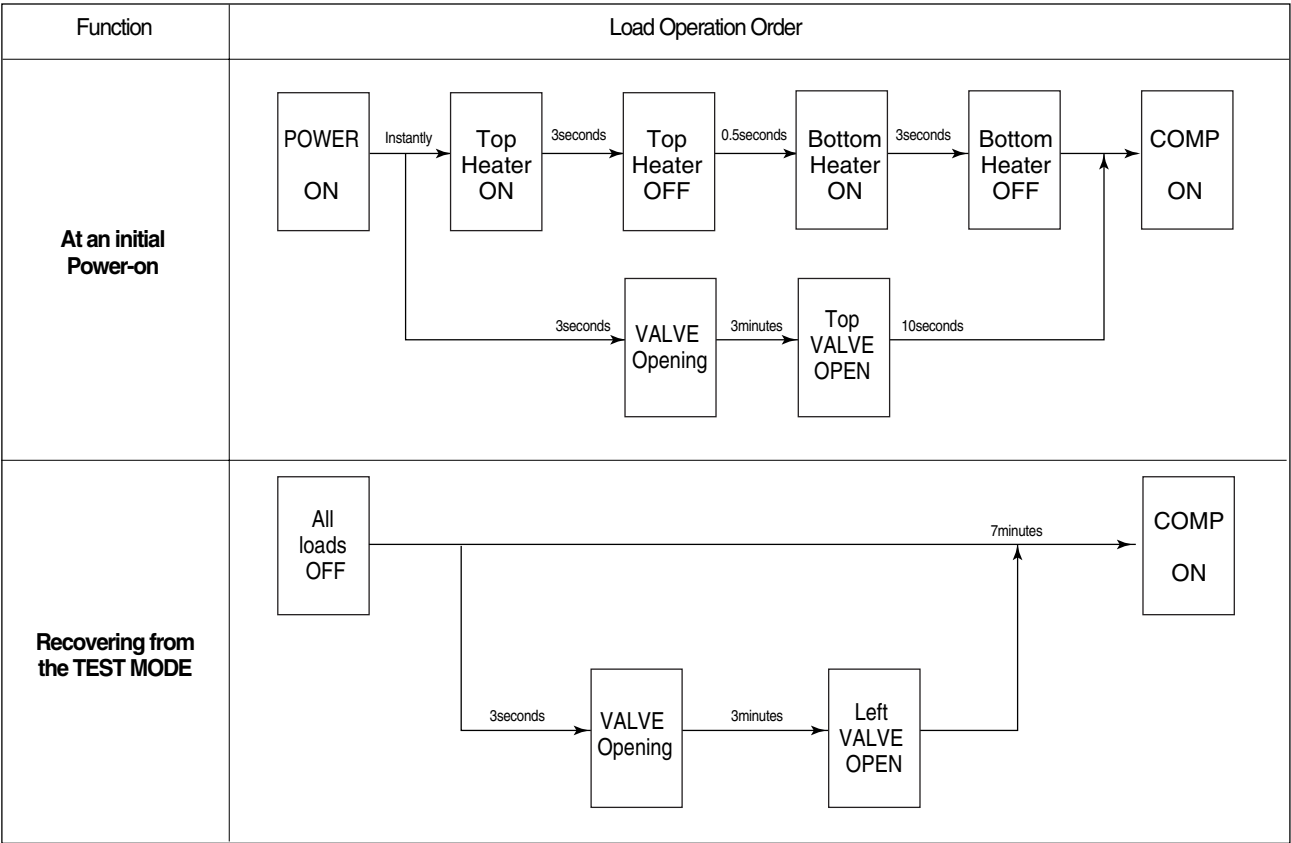 Function
Load Operation Order
At an initial
Power-on
POWER
ON
Instantly
Top
Heater
ON
3seconds
Top
Heater
OFF
0.5seconds
Bottom
Heater
ON
3seconds
Bottom
Heater
OFF
COMP
ON
3seconds
VALVE
Opening
3minutes
Top
VALVE
OPEN
10seconds
Recovering from
the TEST MODE
All
loads
OFF
7minutes
COMP
ON
3seconds
VALVE
Opening
3minutes
Left
VALVE
OPEN